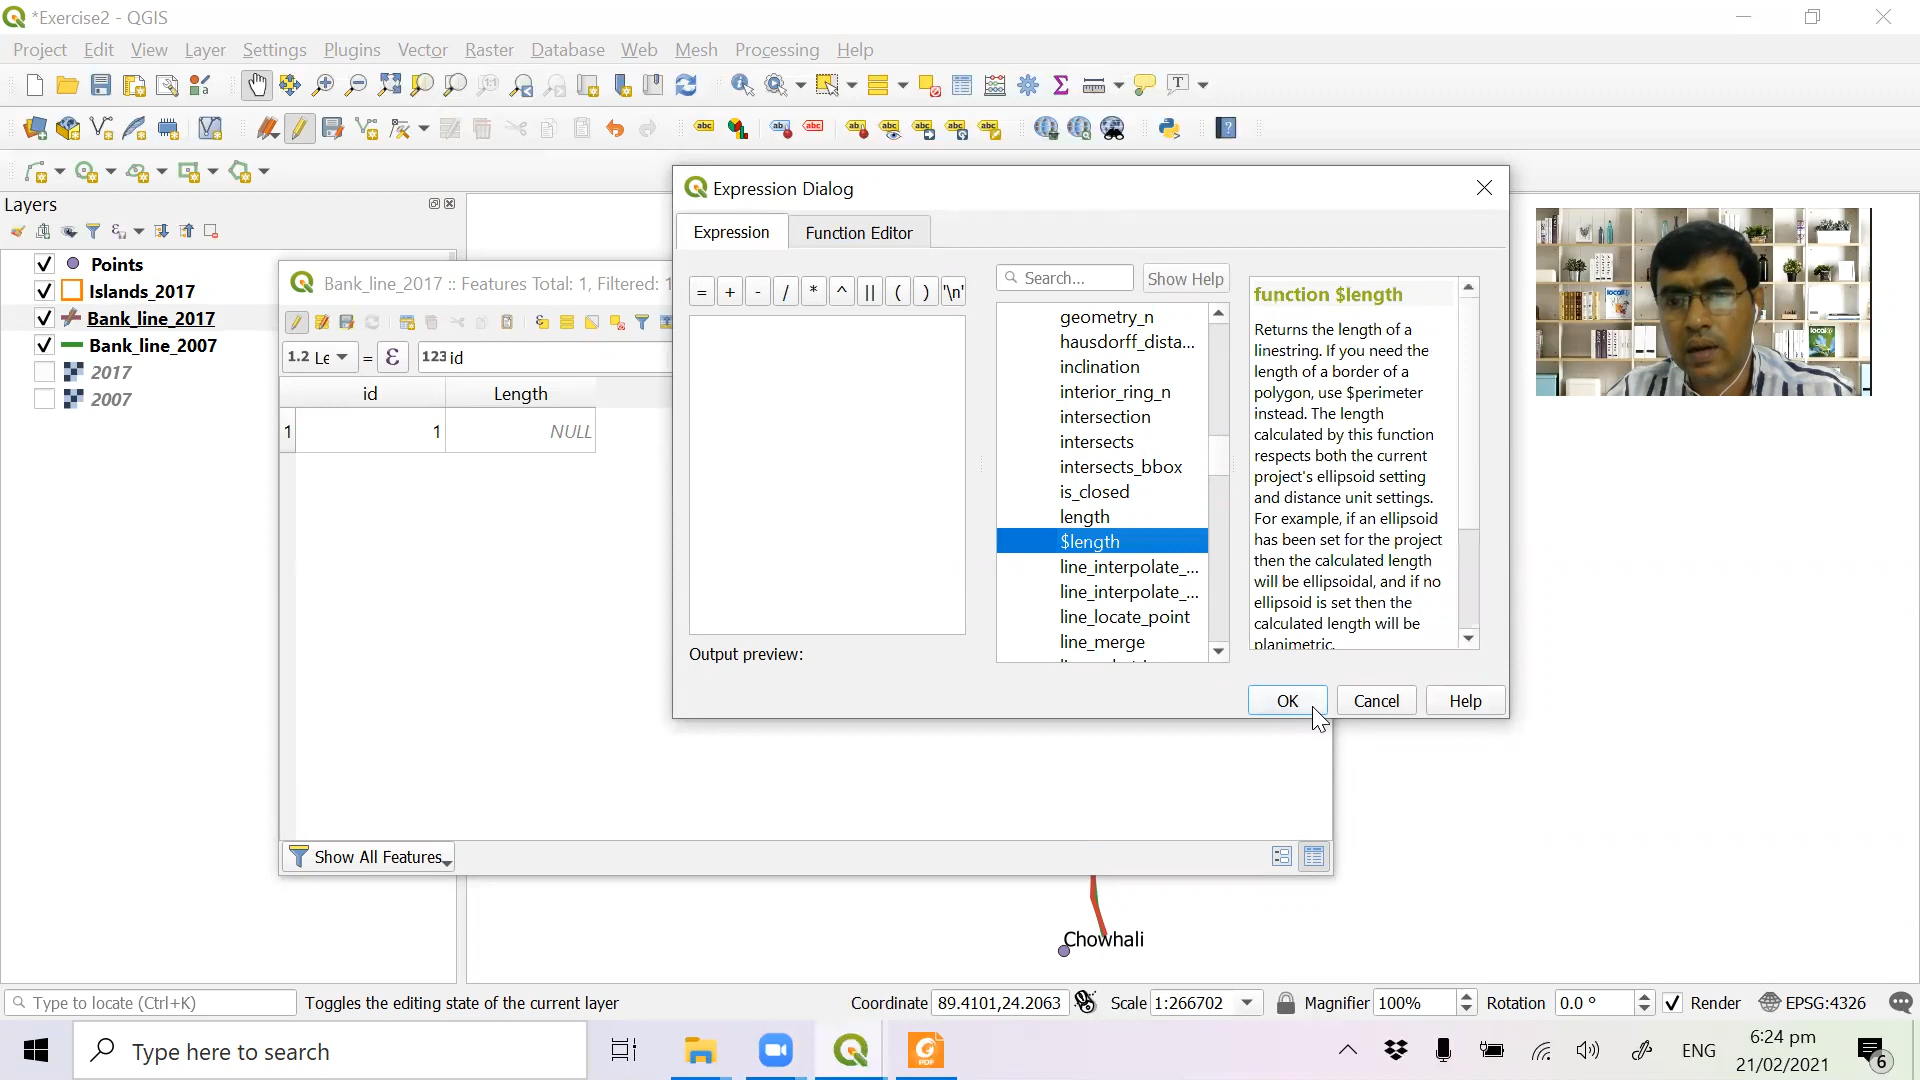 *Exercise2 - QGIS
Project Edit View Layer Settings Plugins Vector Raster Database Web Mesh Processing Help
Layers
Points
Islands_2017
Bank_line_2017
Bank_line_2007
2017
2007
Bank_line_2017 :: Features Total: 1, Filtered: 1
1.2 Le = ε 123 id
id Length
1 1 NULL
Show All Features
Expression Dialog
Expression Function Editor
= + - / * ^ || ( ) '\n'
Search... Show Help
geometry_n
hausdorff_dista...
inclination
interior_ring_n
intersection
intersects
intersects_bbox
is_closed
length
$length
line_interpolate_...
line_interpolate_...
line_locate_point
line_merge
function $length
Returns the length of a
linestring. If you need the
length of a border of a
polygon, use $perimeter
instead. The length
calculated by this function
respects both the current
project's ellipsoid setting
and distance unit settings.
For example, if an ellipsoid
has been set for the project
then the calculated length
will be ellipsoidal, and if no
ellipsoid is set then the
calculated length will be
planimetric.
Output preview:
OK Cancel Help
Chowhali
Type to locate (Ctrl+K) Toggles the editing state of the current layer Coordinate 89.4101,24.2063 Scale 1:266702 Magnifier 100% Rotation 0.0 ° Render EPSG:4326
Type here to search
ENG
6:24 pm
21/02/2021
6